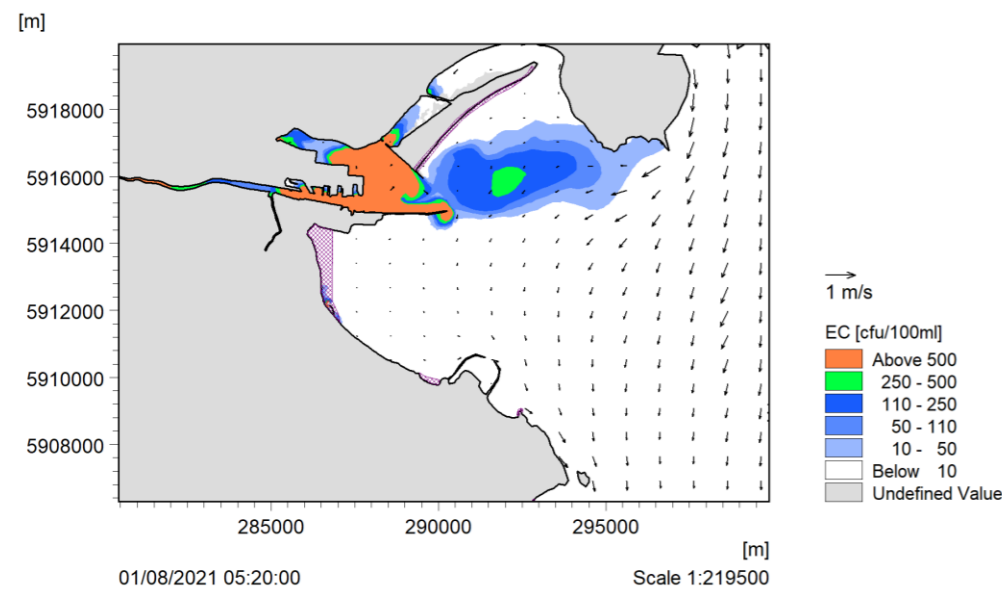 [m]
5918000
5916000
5914000
5912000
5910000
5908000
285000
290000
295000
[m]
01/08/2021 05:20:00
Scale 1:219500
1 m/s
EC [cfu/100ml]
Above 500
250 - 500
110 - 250
50 - 110
10 - 50
Below 10
Undefined Value